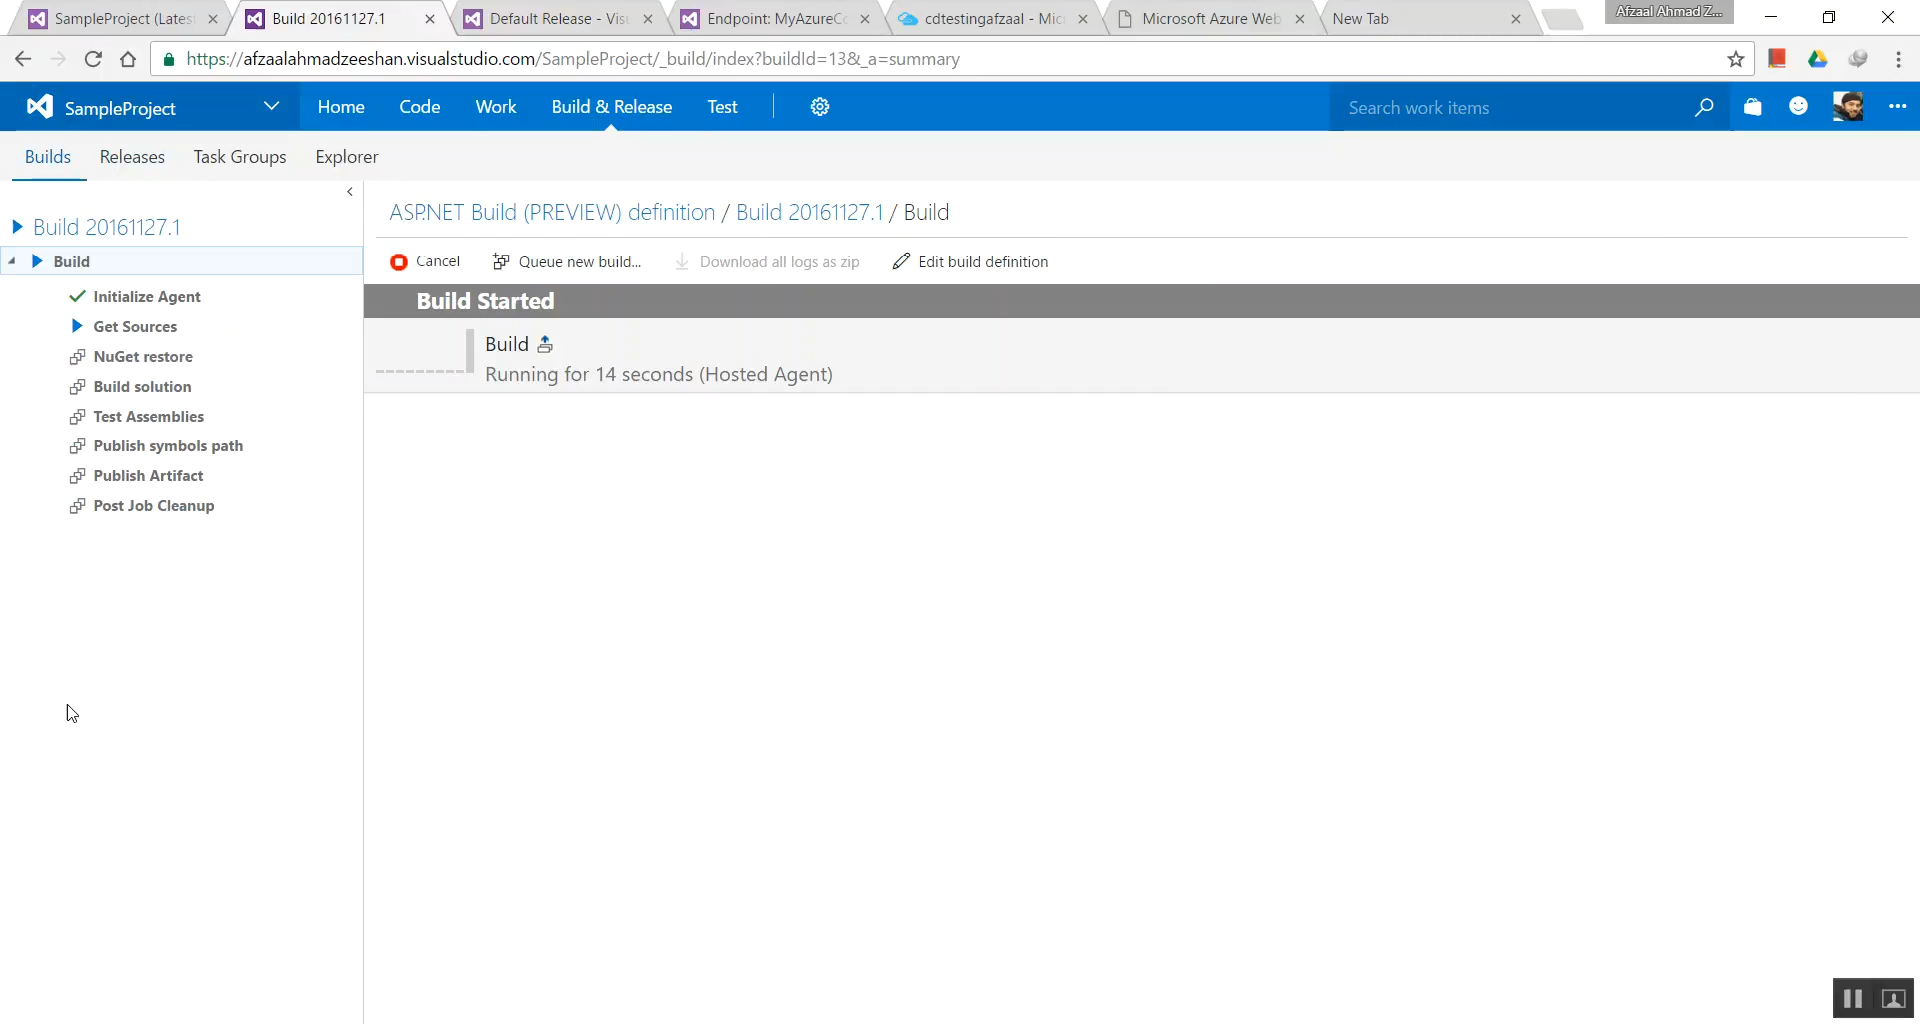 SampleProject (Lates
Build 20161127.1
Default Release - Visu
Endpoint: MyAzureCo
cdtestingafzaal - Mic
Microsoft Azure Web
New Tab
Afzaal Ahmad Z...
https://afzaalahmadzeeshan.visualstudio.com/SampleProject/_build/index?buildId=13&_a=summary
SampleProject
Home
Code
Work
Build & Release
Test
Search work items
Builds
Releases
Task Groups
Explorer
Build 20161127.1
Build
Initialize Agent
Get Sources
NuGet restore
Build solution
Test Assemblies
Publish symbols path
Publish Artifact
Post Job Cleanup
ASP.NET Build (PREVIEW) definition / Build 20161127.1 / Build
Cancel
Queue new build...
Download all logs as zip
Edit build definition
Build Started
Build
Running for 14 seconds (Hosted Agent)